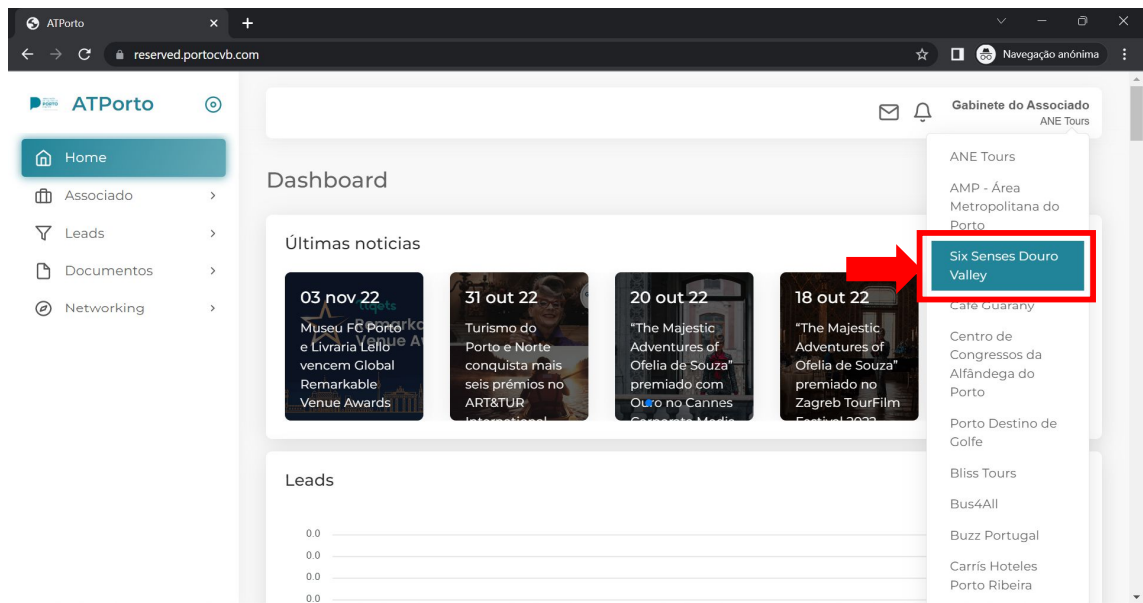 ATPorto
reserved.portocvb.com
Navegação anónima
ATPorto
Home
Associado
Leads
Documentos
Networking
Gabinete do Associado
ANE Tours
Dashboard
Últimas noticias
03 nov 22
Museu FC Porto
e Livraria Lello
vencem Global
Remarkable
Venue Awards
31 out 22
Turismo do
Porto e Norte
conquista mais
seis prémios no
ART&TUR
International
20 out 22
"The Majestic
Adventures of
Ofelia de Souza"
premiado com
Ouro no Cannes
Corporate Media
18 out 22
"The Majestic
Adventures of
Ofelia de Souza"
premiado no
Zagreb TourFilm
Festival 2022
Leads
0.0
0.0
0.0
0.0
ANE Tours
AMP - Área
Metropolitana do
Porto
Six Senses Douro
Valley
Café Guarany
Centro de
Congressos da
Alfândega do
Porto
Porto Destino de
Golfe
Bliss Tours
Bus4All
Buzz Portugal
Carrís Hoteles
Porto Ribeira